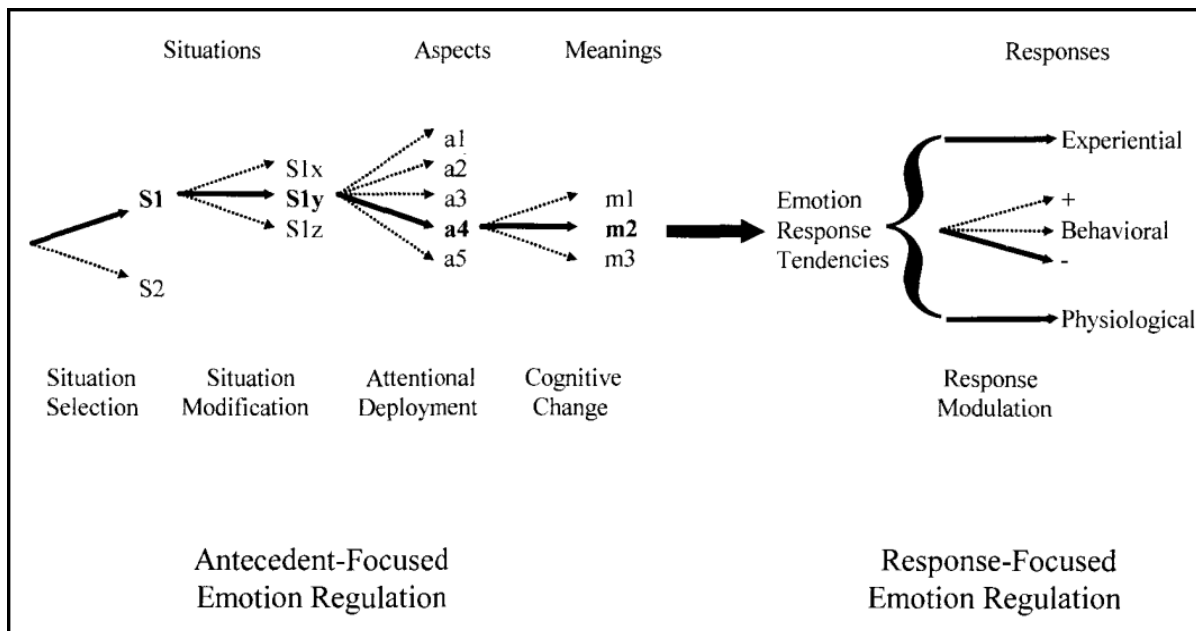 Situations Aspects Meanings Responses
a1
Experiential
S1x a2
S1 S1y a3 m1 Emotion +
S1z a4 m2 Response Behavioral
a5 m3 Tendencies -
S2
Physiological
Situation Situation Attentional Cognitive Response
Selection Modification Deployment Change Modulation
Antecedent-Focused Response-Focused
Emotion Regulation Emotion Regulation